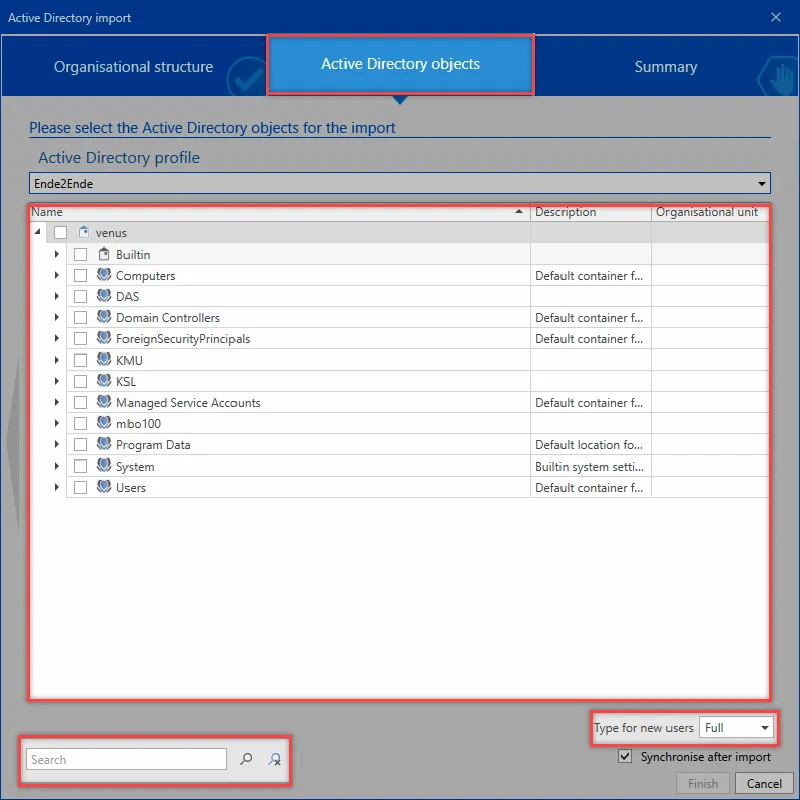 Active Directory import
Organisational structure
Active Directory objects
Summary
Please select the Active Directory objects for the import
Active Directory profile
Ende2Ende
Name Description Organisational unit
venus
Builtin
Computers Default container f...
DAS
Domain Controllers Default container f...
ForeignSecurityPrincipals Default container f...
KMU
KSL
Managed Service Accounts Default container f...
mbo100
Program Data Default location fo...
System Builtin system setti...
Users Default container f...
Type for new users Full
Search
Synchronise after import
Finish Cancel